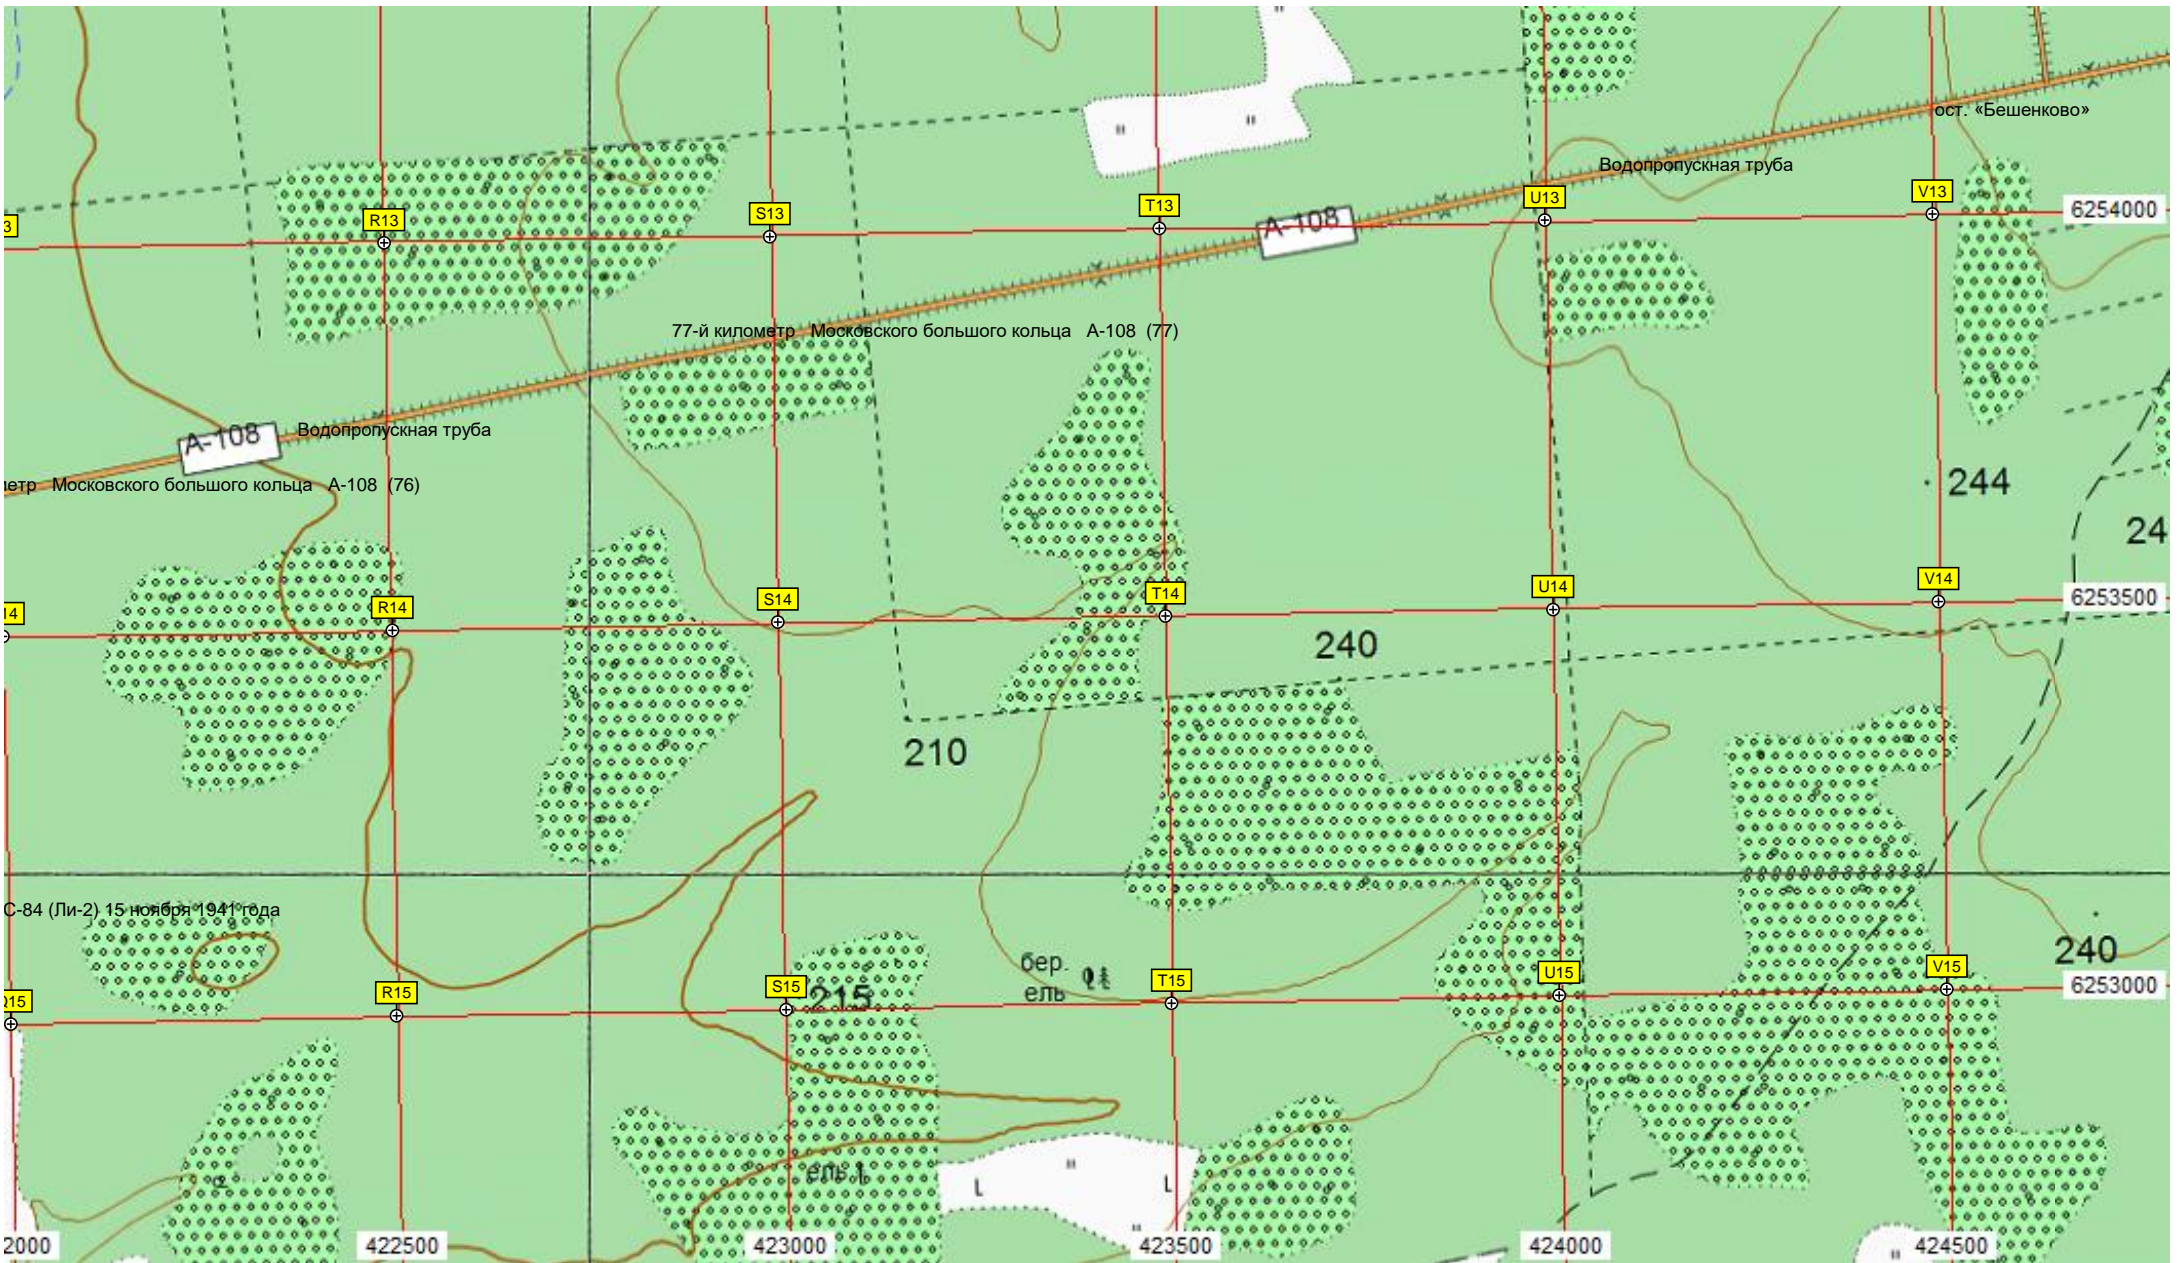 ост. «Бешенково»
Водопропускная труба
U13
V13
T13
S13
R13
3
6254000
А-108
77-й километр Московского большого кольца А-108 (77)
А-108
Водопропускная труба
етр Московского большого кольца А-108 (76)
244
24
V14
U14
T14
S14
R14
14
6253500
240
210
С-84 (Ли-2) 15 ноября 1941 года
240
бер.
ель
V15
U15
T15
S15
R15
Q15
215
6253000
ель
2000
422500
423000
423500
424000
424500